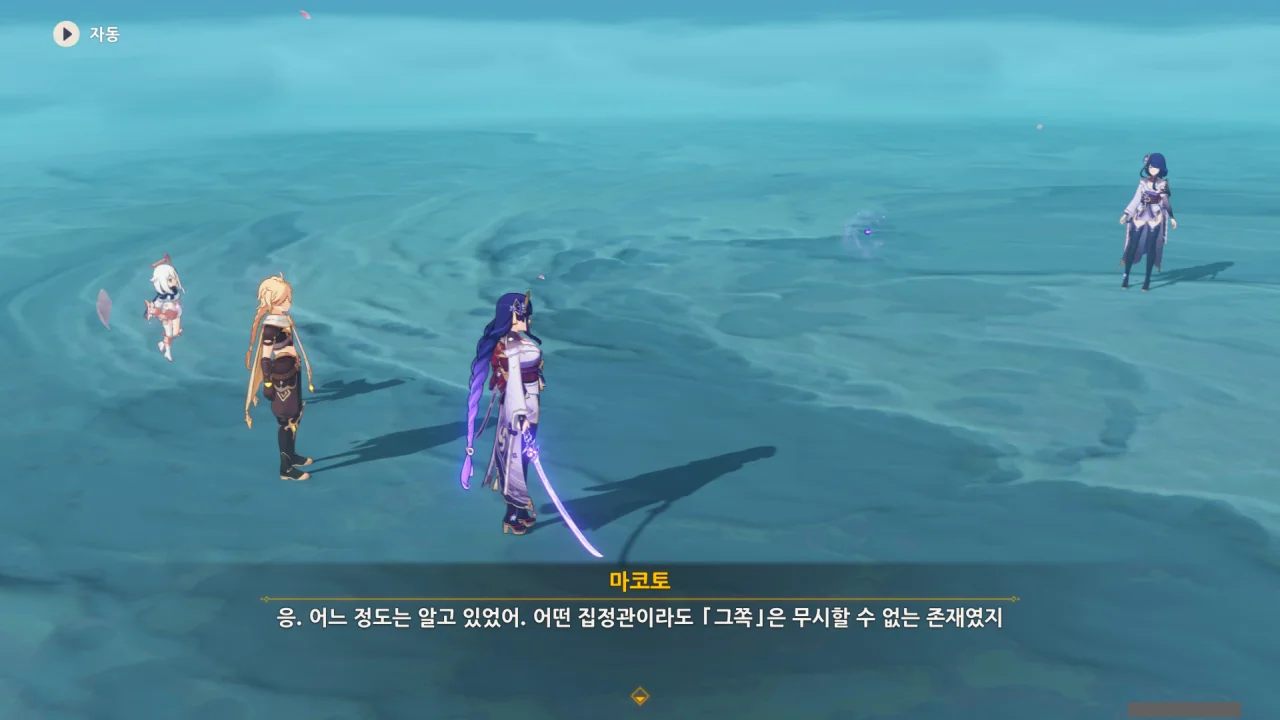 자동
마코토
응. 어느 정도는 알고 있었어. 어떤 집정관이라도 「그쪽」은 무시할 수 없는 존재였지